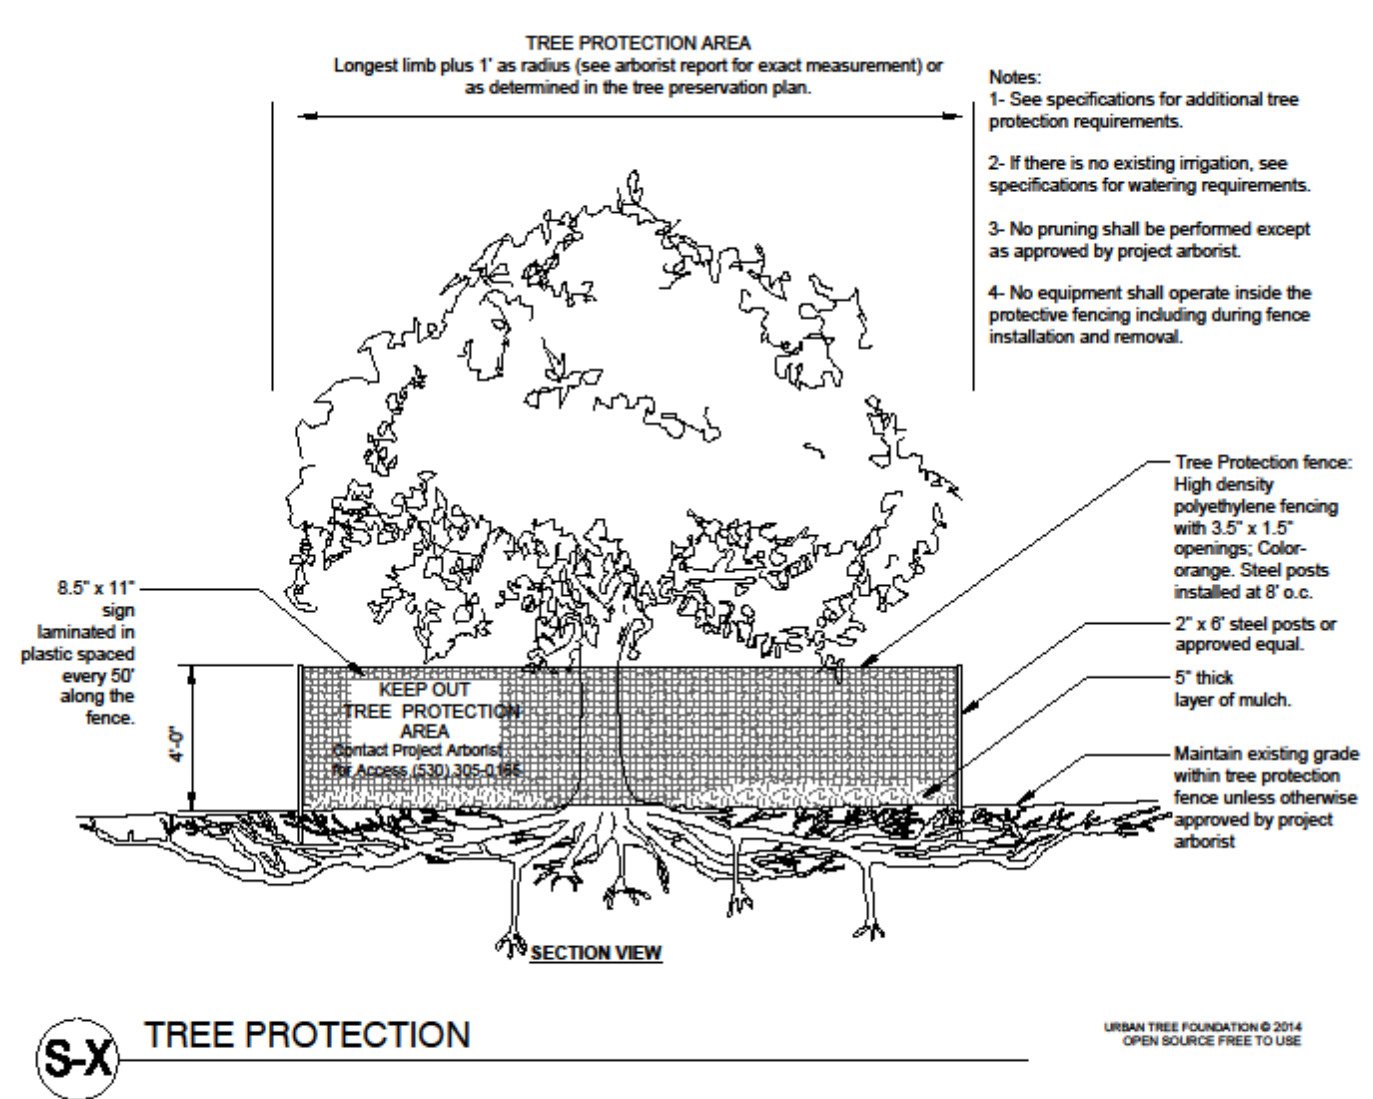 TREE PROTECTION AREA
Longest limb plus 1' as radius (see arborist report for exact measurement) or
as determined in the tree preservation plan.
Notes:
1- See specifications for additional tree
protection requirements.
2- If there is no existing irrigation, see
specifications for watering requirements.
3- No pruning shall be performed except
as approved by project arborist.
4- No equipment shall operate inside the
protective fencing including during fence
installation and removal.
Tree Protection fence:
High density
polyethylene fencing
with 3.5" x 1.5"
openings; Color-
orange. Steel posts
installed at 8' o.c.
2" x 6' steel posts or
approved equal.
5" thick
layer of mulch.
Maintain existing grade
within tree protection
fence unless otherwise
approved by project
arborist
8.5" x 11"
sign
laminated in
plastic spaced
every 50'
along the
fence.
4'-0"
KEEP OUT
TREE PROTECTION
AREA
Contact Project Arborist
for Access (530) 305-0165
SECTION VIEW
S-X
TREE PROTECTION
URBAN TREE FOUNDATION © 2014
OPEN SOURCE FREE TO USE